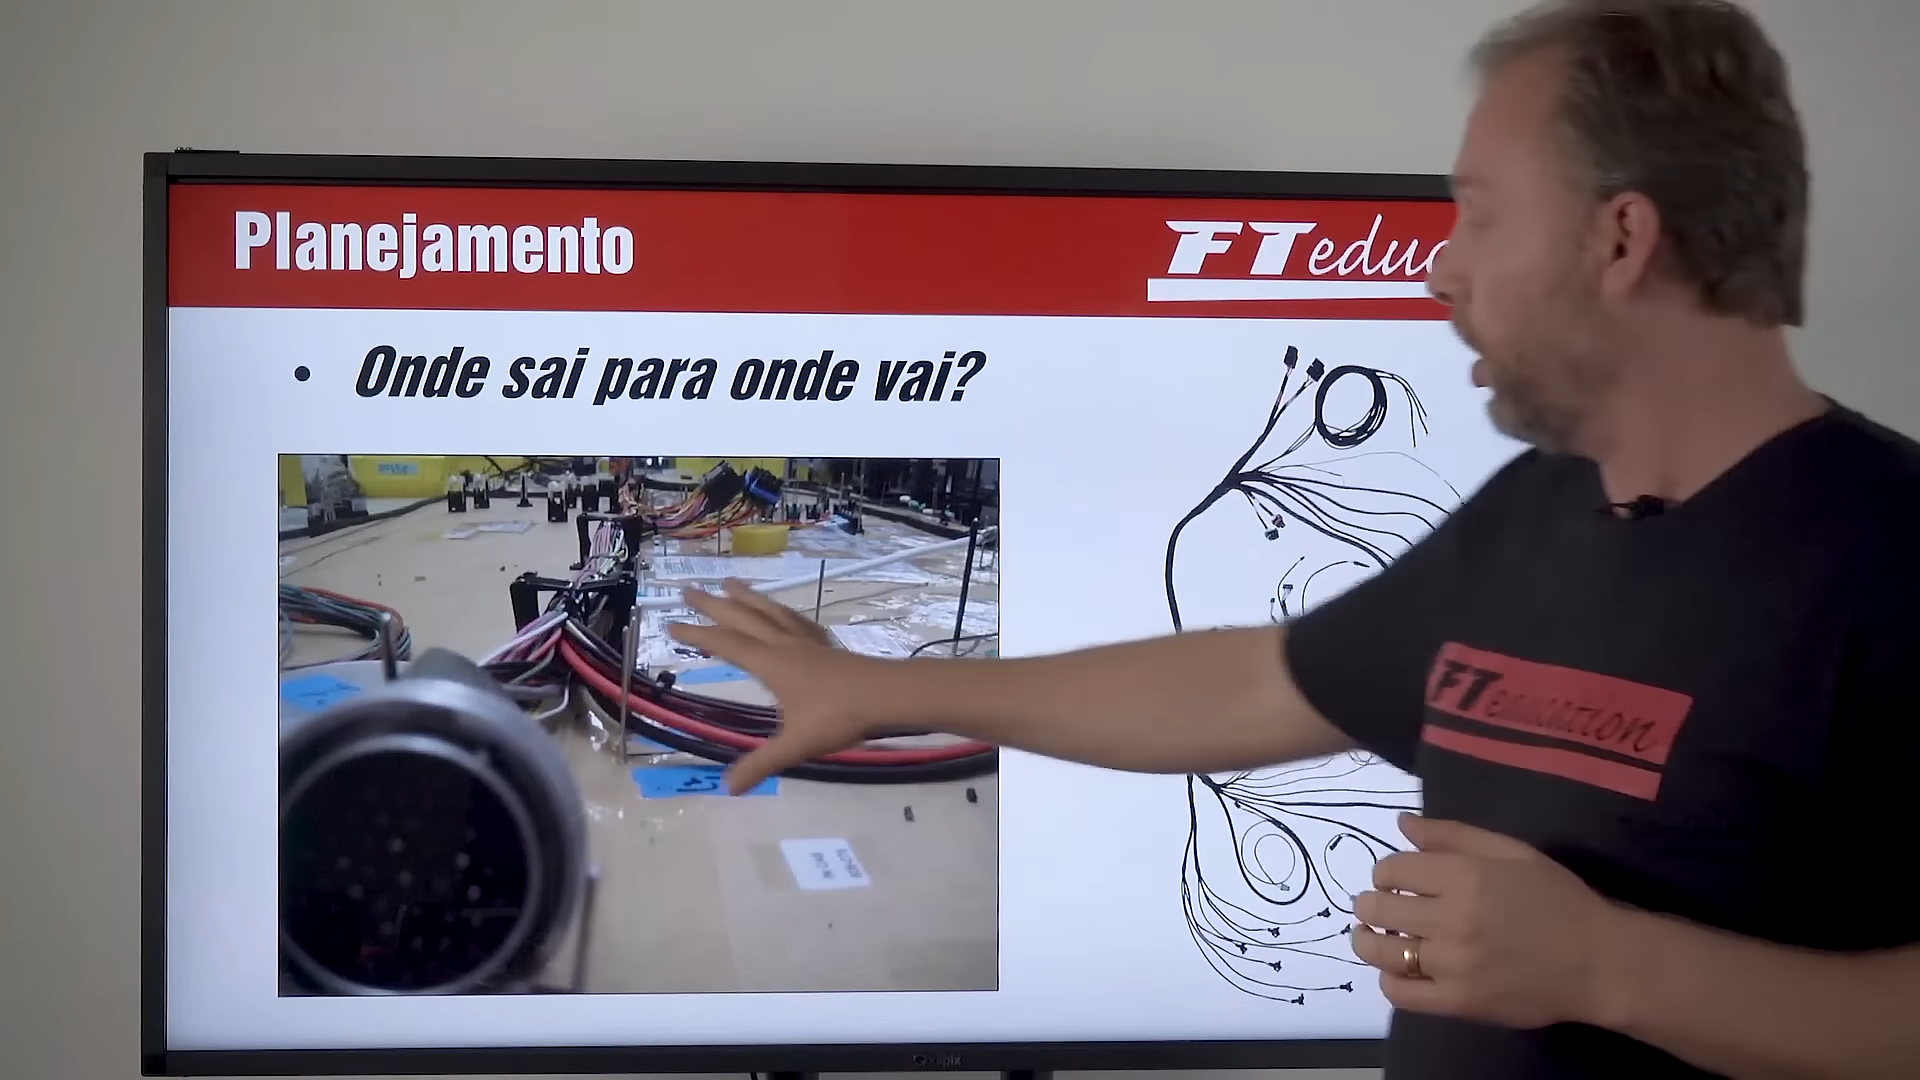 Planejamento
FTeduc
• Onde sai para onde vai?
FTeducation